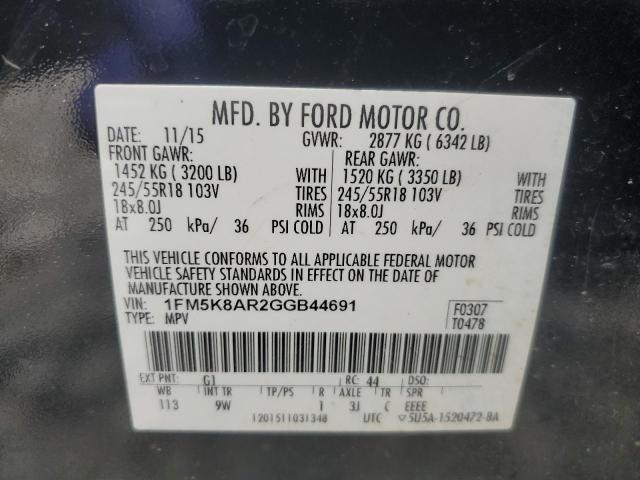 MFD. BY FORD MOTOR CO.
DATE: 11/15 GVWR: 2877 KG ( 6342 LB)
FRONT GAWR: REAR GAWR:
1452 KG ( 3200 LB) WITH 1520 KG ( 3350 LB) WITH
245/55R18 103V TIRES 245/55R18 103V TIRES
18x8.0J RIMS 18x8.0J RIMS
AT 250 kPa/ 36 PSI COLD AT 250 kPa/ 36 PSI COLD
THIS VEHICLE CONFORMS TO ALL APPLICABLE FEDERAL MOTOR
VEHICLE SAFETY STANDARDS IN EFFECT ON THE DATE OF
MANUFACTURE SHOWN ABOVE.
VIN: 1FM5K8AR2GGB44691 F0307
TYPE: MPV T0478
EXT PNT: G1 RC: 44 DSO:
WB INT TR TP/PS R AXLE TR SPR
113 9W I 3J C EEEE
1201511031348 UTC ▽5U5A-1520472-BA